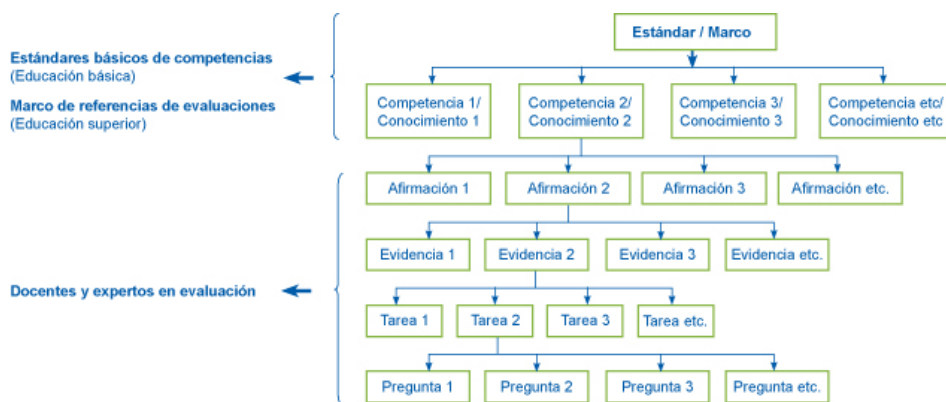 Estándar / Marco
Estándares básicos de competencias
(Educación básica)
Marco de referencias de evaluaciones
(Educación superior)
Competencia 1/
Conocimiento 1
Competencia 2/
Conocimiento 2
Competencia 3/
Conocimiento 3
Competencia etc/
Conocimiento etc
Afirmación 1
Afirmación 2
Afirmación 3
Afirmación etc.
Evidencia 1
Evidencia 2
Evidencia 3
Evidencia etc.
Docentes y expertos en evaluación
Tarea 1
Tarea 2
Tarea 3
Tarea etc.
Pregunta 1
Pregunta 2
Pregunta 3
Pregunta etc.